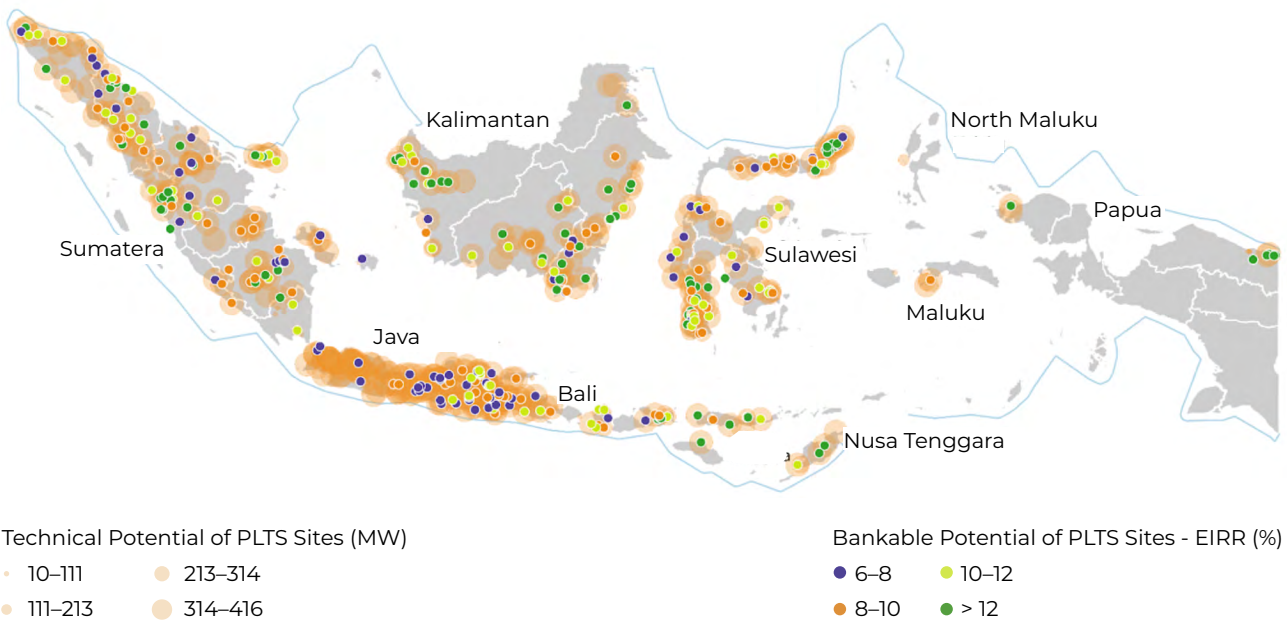 Kalimantan
North Maluku
Papua
Sumatera
Sulawesi
Maluku
Java
Bali
Nusa Tenggara
Technical Potential of PLTS Sites (MW)
10–111
213–314
111–213
314–416
Bankable Potential of PLTS Sites - EIRR (%)
6–8
10–12
8–10
> 12